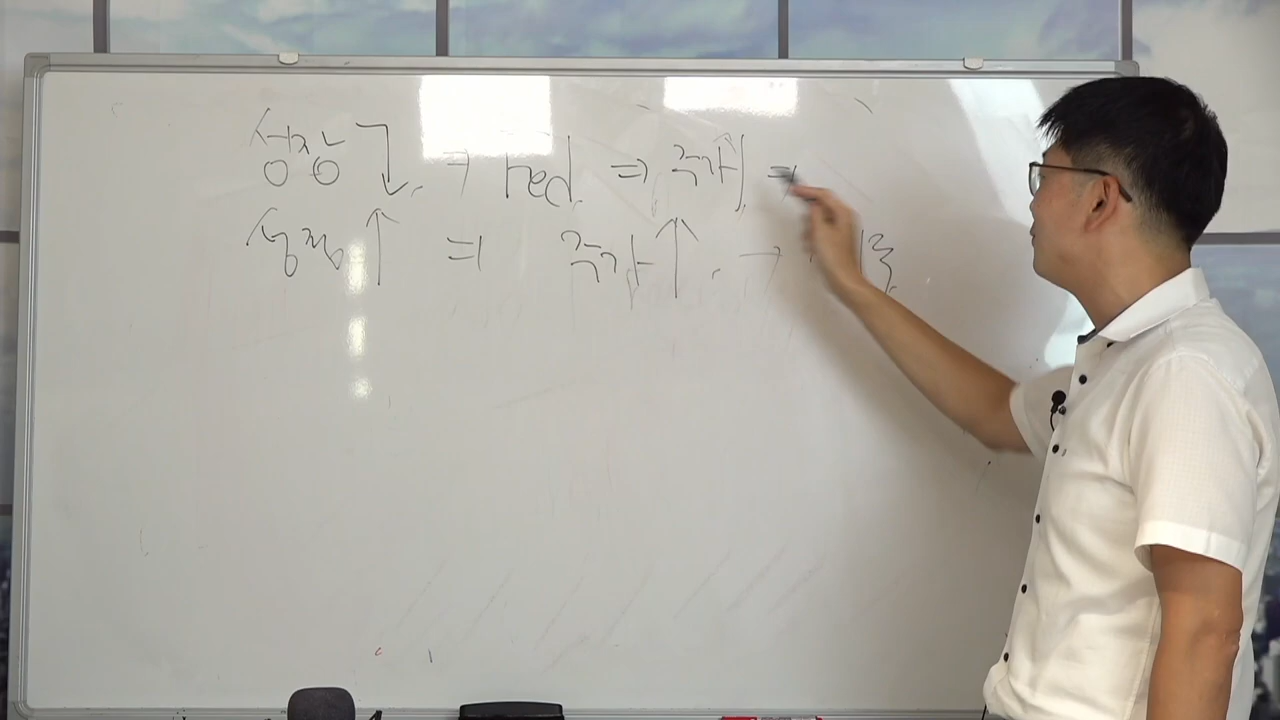 성장 ↓ ⇒ red ⇒ 주가 ⇒
성장 ↑ ⇒ 주가 ↑ →